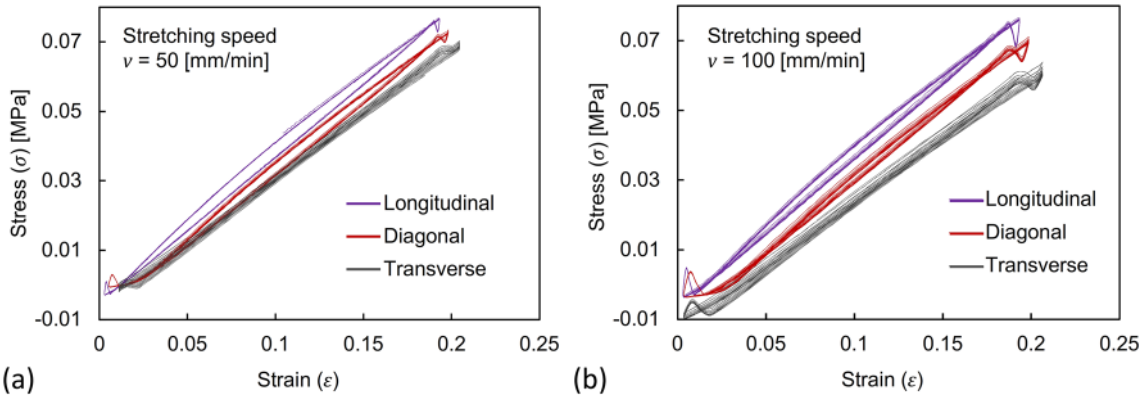 0.07
0.05
0.03
0.01
-0.01
Stress (σ) [MPa]
Stretching speed
v = 50 [mm/min]
Longitudinal
Diagonal
Transverse
0 0.05 0.1 0.15 0.2 0.25
Strain (ε)
(a)
0.07
0.05
0.03
0.01
-0.01
Stress (σ) [MPa]
Stretching speed
v = 100 [mm/min]
Longitudinal
Diagonal
Transverse
0 0.05 0.1 0.15 0.2 0.25
Strain (ε)
(b)